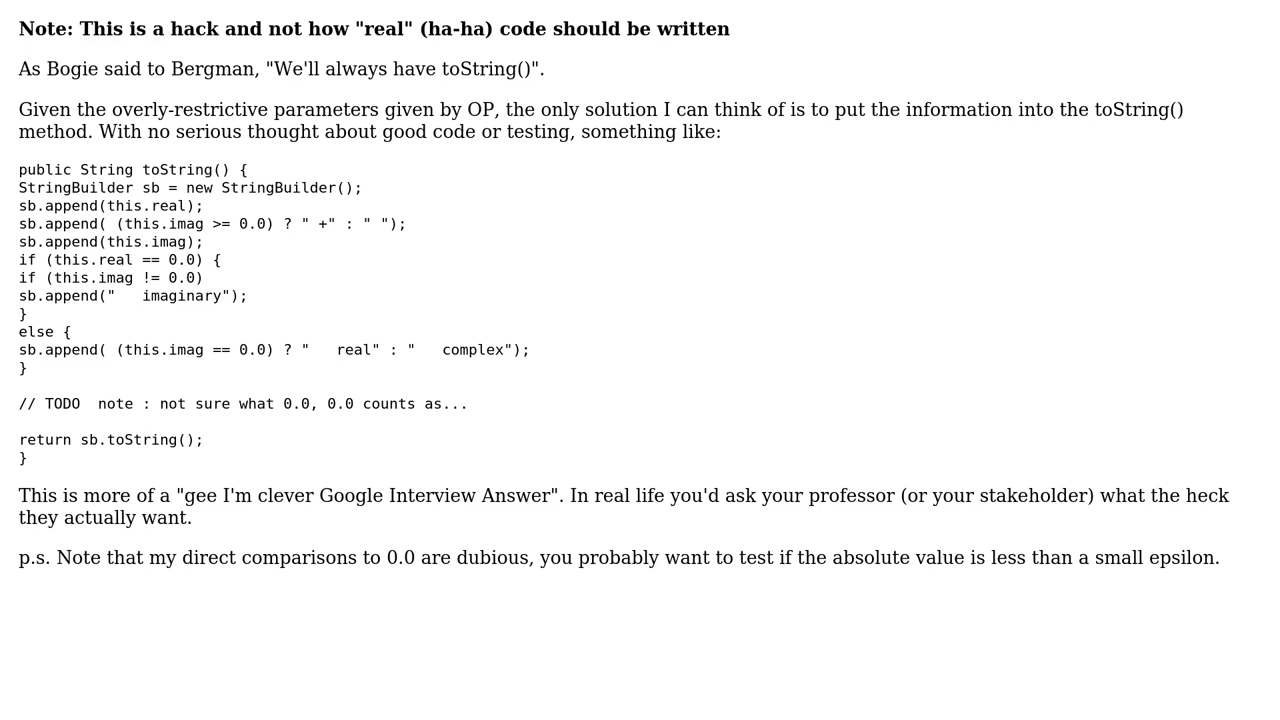 Note: This is a hack and not how "real" (ha-ha) code should be written
As Bogie said to Bergman, "We'll always have toString()".
Given the overly-restrictive parameters given by OP, the only solution I can think of is to put the information into the toString()
method. With no serious thought about good code or testing, something like:
public String toString() {
StringBuilder sb = new StringBuilder();
sb.append(this.real);
sb.append( (this.imag >= 0.0) ? " +" : " ");
sb.append(this.imag);
if (this.real == 0.0) {
if (this.imag != 0.0)
sb.append("   imaginary");
}
else {
sb.append( (this.imag == 0.0) ? "   real" : "   complex");
}
// TODO  note : not sure what 0.0, 0.0 counts as...
return sb.toString();
}
This is more of a "gee I'm clever Google Interview Answer". In real life you'd ask your professor (or your stakeholder) what the heck
they actually want.
p.s. Note that my direct comparisons to 0.0 are dubious, you probably want to test if the absolute value is less than a small epsilon.